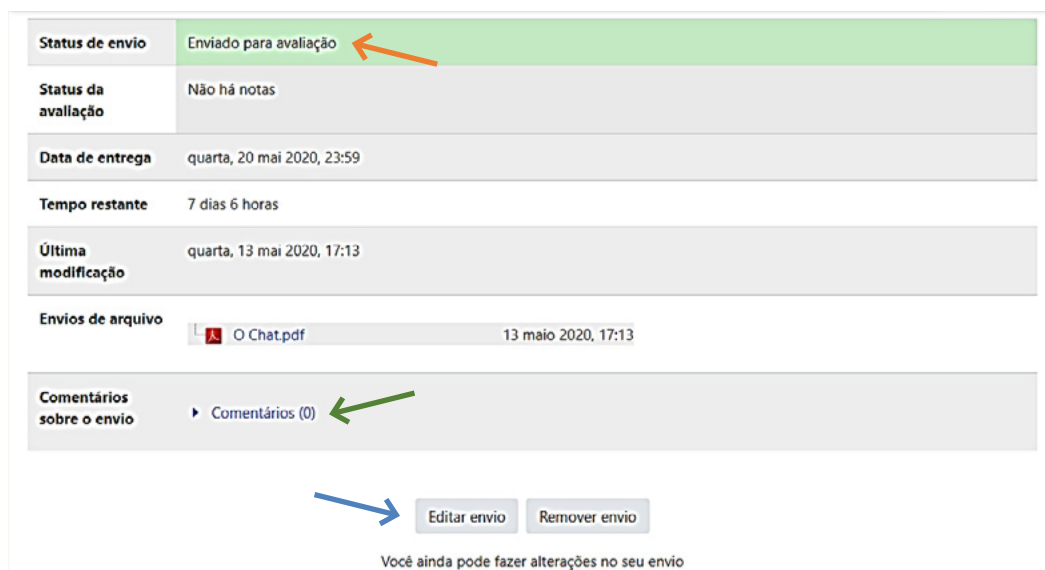 Status de envio Enviado para avaliação
Status da Não há notas
avaliação
Data de entrega quarta, 20 mai 2020, 23:59
Tempo restante 7 dias 6 horas
Última quarta, 13 mai 2020, 17:13
modificação
Envios de arquivo
O Chat.pdf 13 maio 2020, 17:13
Comentários
sobre o envio Comentários (0)
Editar envio Remover envio
Você ainda pode fazer alterações no seu envio